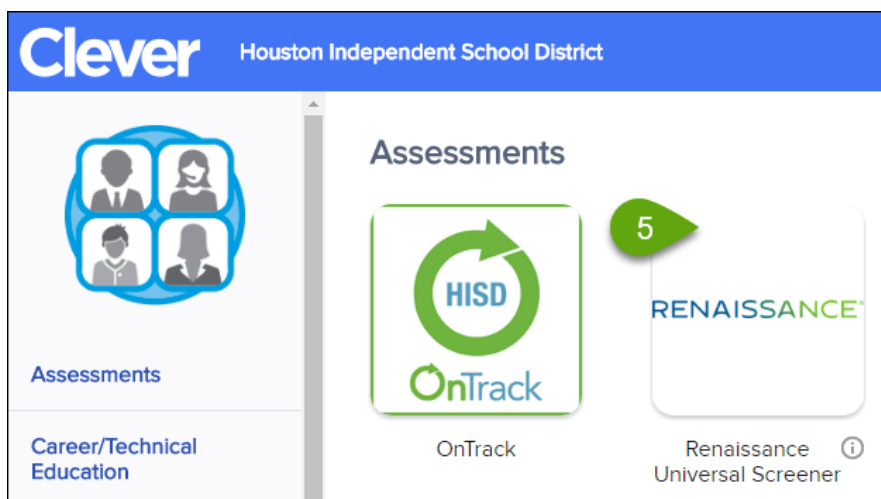 Clever Houston Independent School District
Assessments
Career/Technical
Education
Assessments
HISD
OnTrack
5
RENAISSANCE
OnTrack
Renaissance
Universal Screener